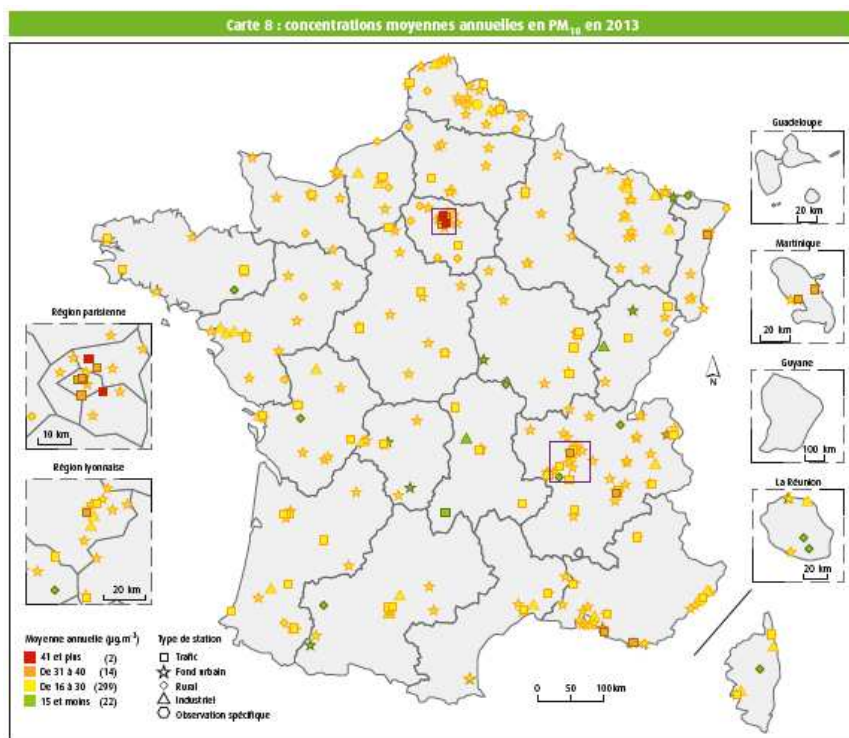 Carte 8 : concentrations moyennes annuelles en PM10 en 2013
Guadeloupe
20 km
Martinique
20 km
Région parisienne
10 km
N
Guyane
100 km
Région lyonnaise
20 km
La Réunion
20 km
Moyenne annuelle (µg.m-3)
41 et plus (2)
De 31 à 40 (14)
De 16 à 30 (299)
15 et moins (22)
Type de station
Trafic
Fond urbain
Rural
Industriel
Observation spécifique
0 50 100km